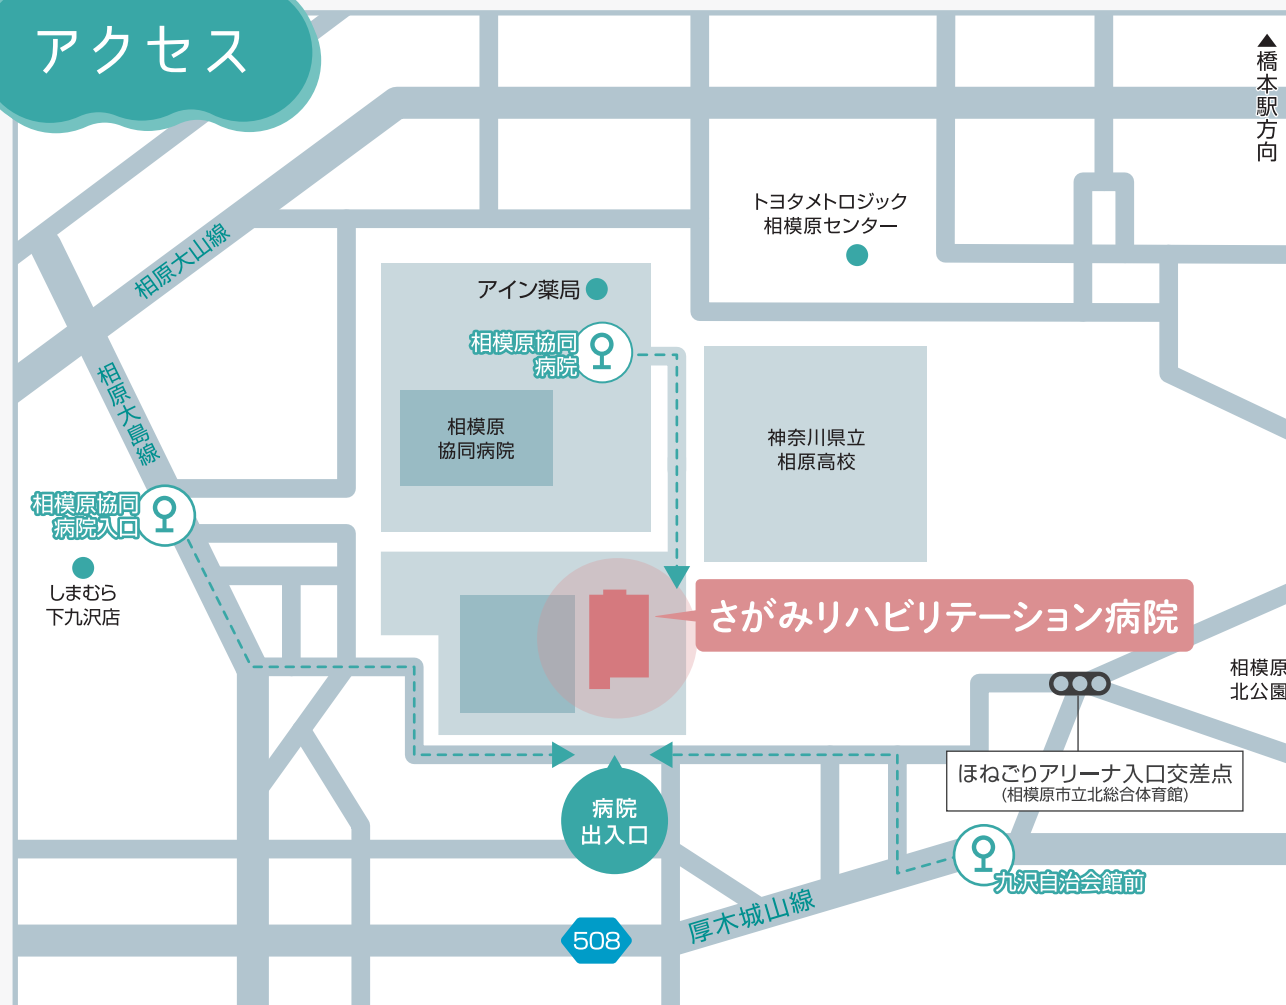 アクセス
▲橋本駅方向
トヨタメトロジック
相模原センター
相原大山線
アイン薬局
相模原協同
病院
相原大島線
相模原
協同病院
神奈川県立
相原高校
相模原協同
病院入口
しまむら
下九沢店
さがみリハビリテーション病院
相模原
北公園
ほねごりアリーナ入口交差点
(相模原市立北総合体育館)
病院
出入口
九沢自治会館前
厚木城山線
508